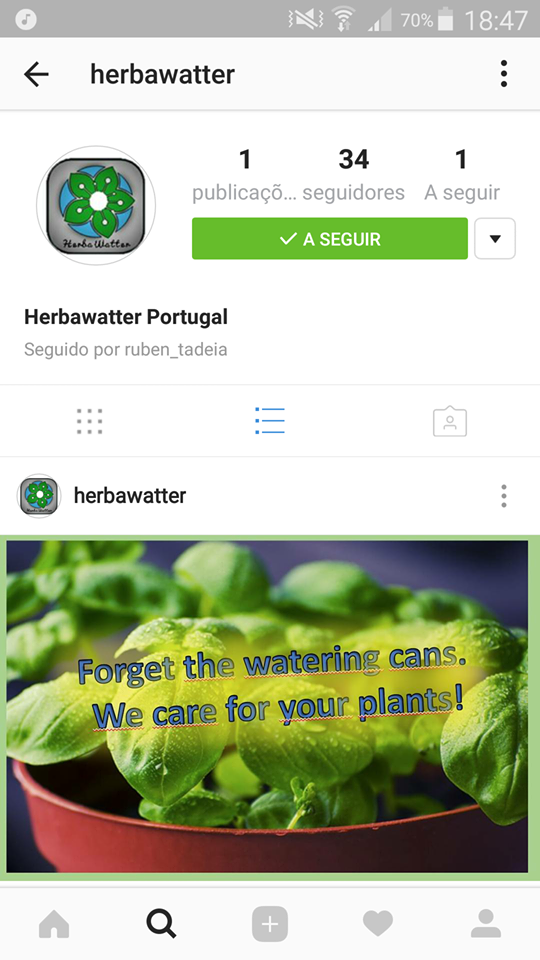 70% 18:47
herbawatter
1 34 1
publicaçõ... seguidores A seguir
A SEGUIR
Herba Watter
Herbawatter Portugal
Seguido por ruben_tadeia
herbawatter
Forget the watering cans.
We care for your plants!